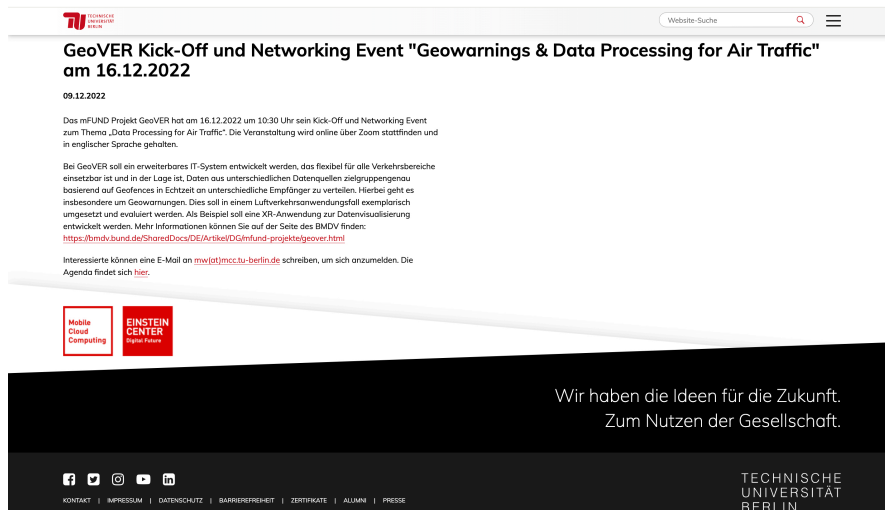 TECHNISCHE
UNIVERSITÄT
BERLIN
Website-Suche
GeoVER Kick-Off und Networking Event "Geowarnings & Data Processing for Air Traffic"
am 16.12.2022
09.12.2022
Das mFUND Projekt GeoVER hat am 16.12.2022 um 10:30 Uhr sein Kick-Off und Networking Event
zum Thema „Data Processing for Air Traffic“. Die Veranstaltung wird online über Zoom stattfinden und
in englischer Sprache gehalten.
Bei GeoVER soll ein erweiterbares IT-System entwickelt werden, das flexibel für alle Verkehrsbereiche
einsetzbar ist und in der Lage ist, Daten aus unterschiedlichen Datenquellen zielgruppengenau
basierend auf Geofences in Echtzeit an unterschiedliche Empfänger zu verteilen. Hierbei geht es
insbesondere um Geowarnungen. Dies soll in einem Luftverkehrsanwendungsfall exemplarisch
umgesetzt und evaluiert werden. Als Beispiel soll eine XR-Anwendung zur Datenvisualisierung
entwickelt werden. Mehr Informationen können Sie auf der Seite des BMDV finden:
https://bmdv.bund.de/SharedDocs/DE/Artikel/DG/mfund-projekte/geover.html
Interessierte können eine E-Mail an mw(at)mcc.tu-berlin.de schreiben, um sich anzumelden. Die
Agenda findet sich hier.
Mobile
Cloud
Computing
EINSTEIN
CENTER
Digital Future
Wir haben die Ideen für die Zukunft.
Zum Nutzen der Gesellschaft.
KONTAKT | IMPRESSUM | DATENSCHUTZ | BARRIEREFREIHEIT | ZERTIFIKATE | ALUMNI | PRESSE
TECHNISCHE
UNIVERSITÄT
BERLIN